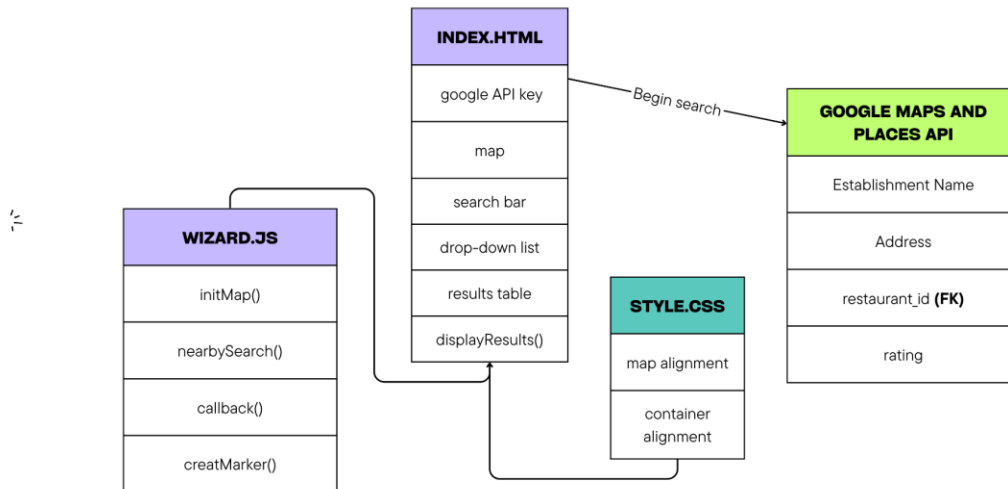 INDEX.HTML
google API key
map
search bar
drop-down list
results table
displayResults()
Begin search
GOOGLE MAPS AND
PLACES API
Establishment Name
Address
restaurant_id (FK)
rating
WIZARD.JS
initMap()
nearbySearch()
callback()
creatMarker()
STYLE.CSS
map alignment
container
alignment